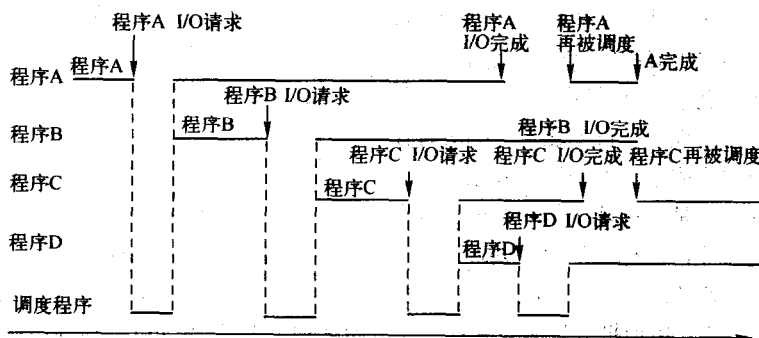 程序A I/O请求
程序A
I/O完成
程序A
再被调度
程序A
程序A
A完成
程序B I/O请求
程序B
程序B
程序B I/O完成
程序C I/O请求
程序C I/O完成
程序C再被调度
程序C
程序C
程序D I/O请求
程序D
程序D
调度程序